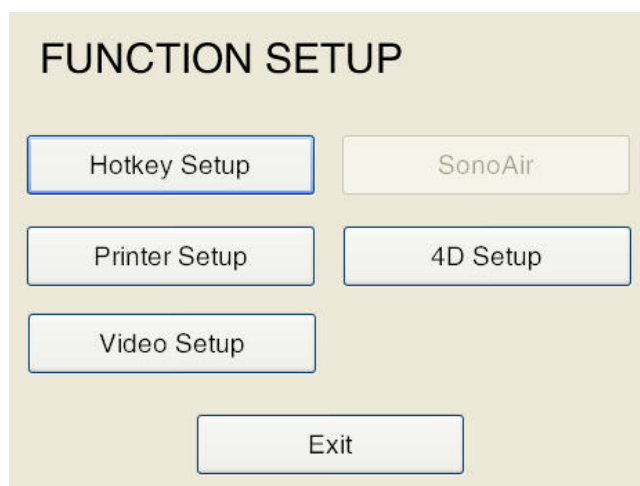 FUNCTION SETUP
Hotkey Setup
SonoAir
Printer Setup
4D Setup
Video Setup
Exit